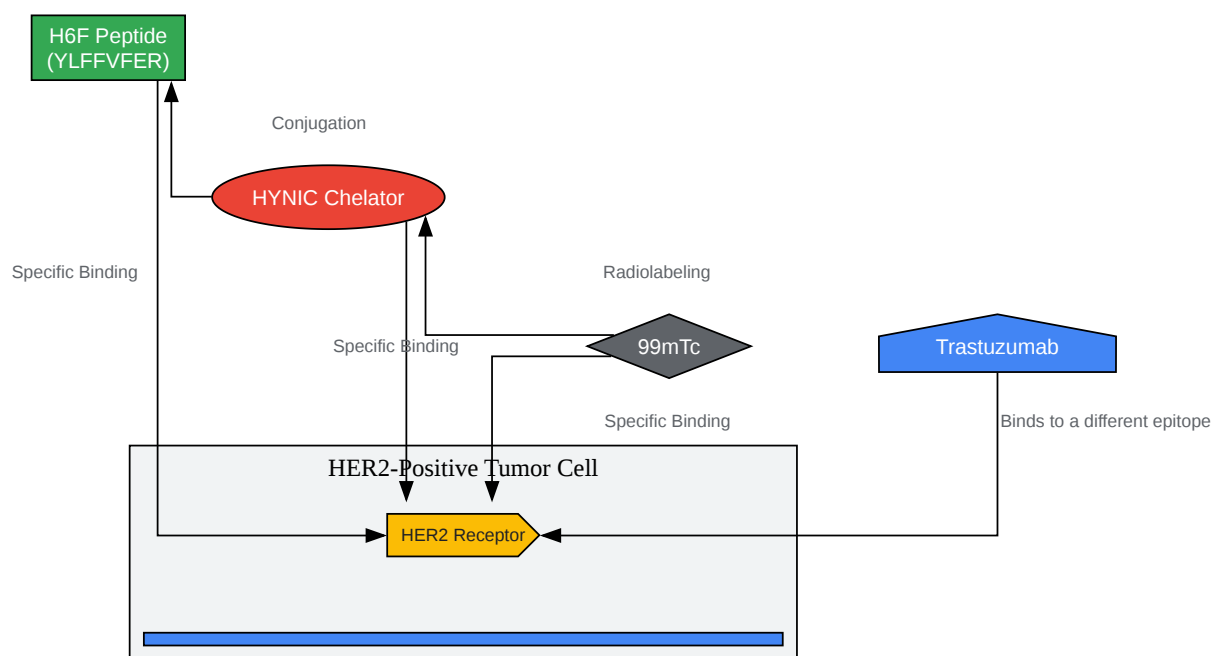 H6F Peptide
(YLFFVFER)
Conjugation
HYNIC Chelator
Specific Binding
Radiolabeling
Specific Binding
99mTc
Trastuzumab
Specific Binding
Binds to a different epitope
HER2-Positive Tumor Cell
HER2 Receptor